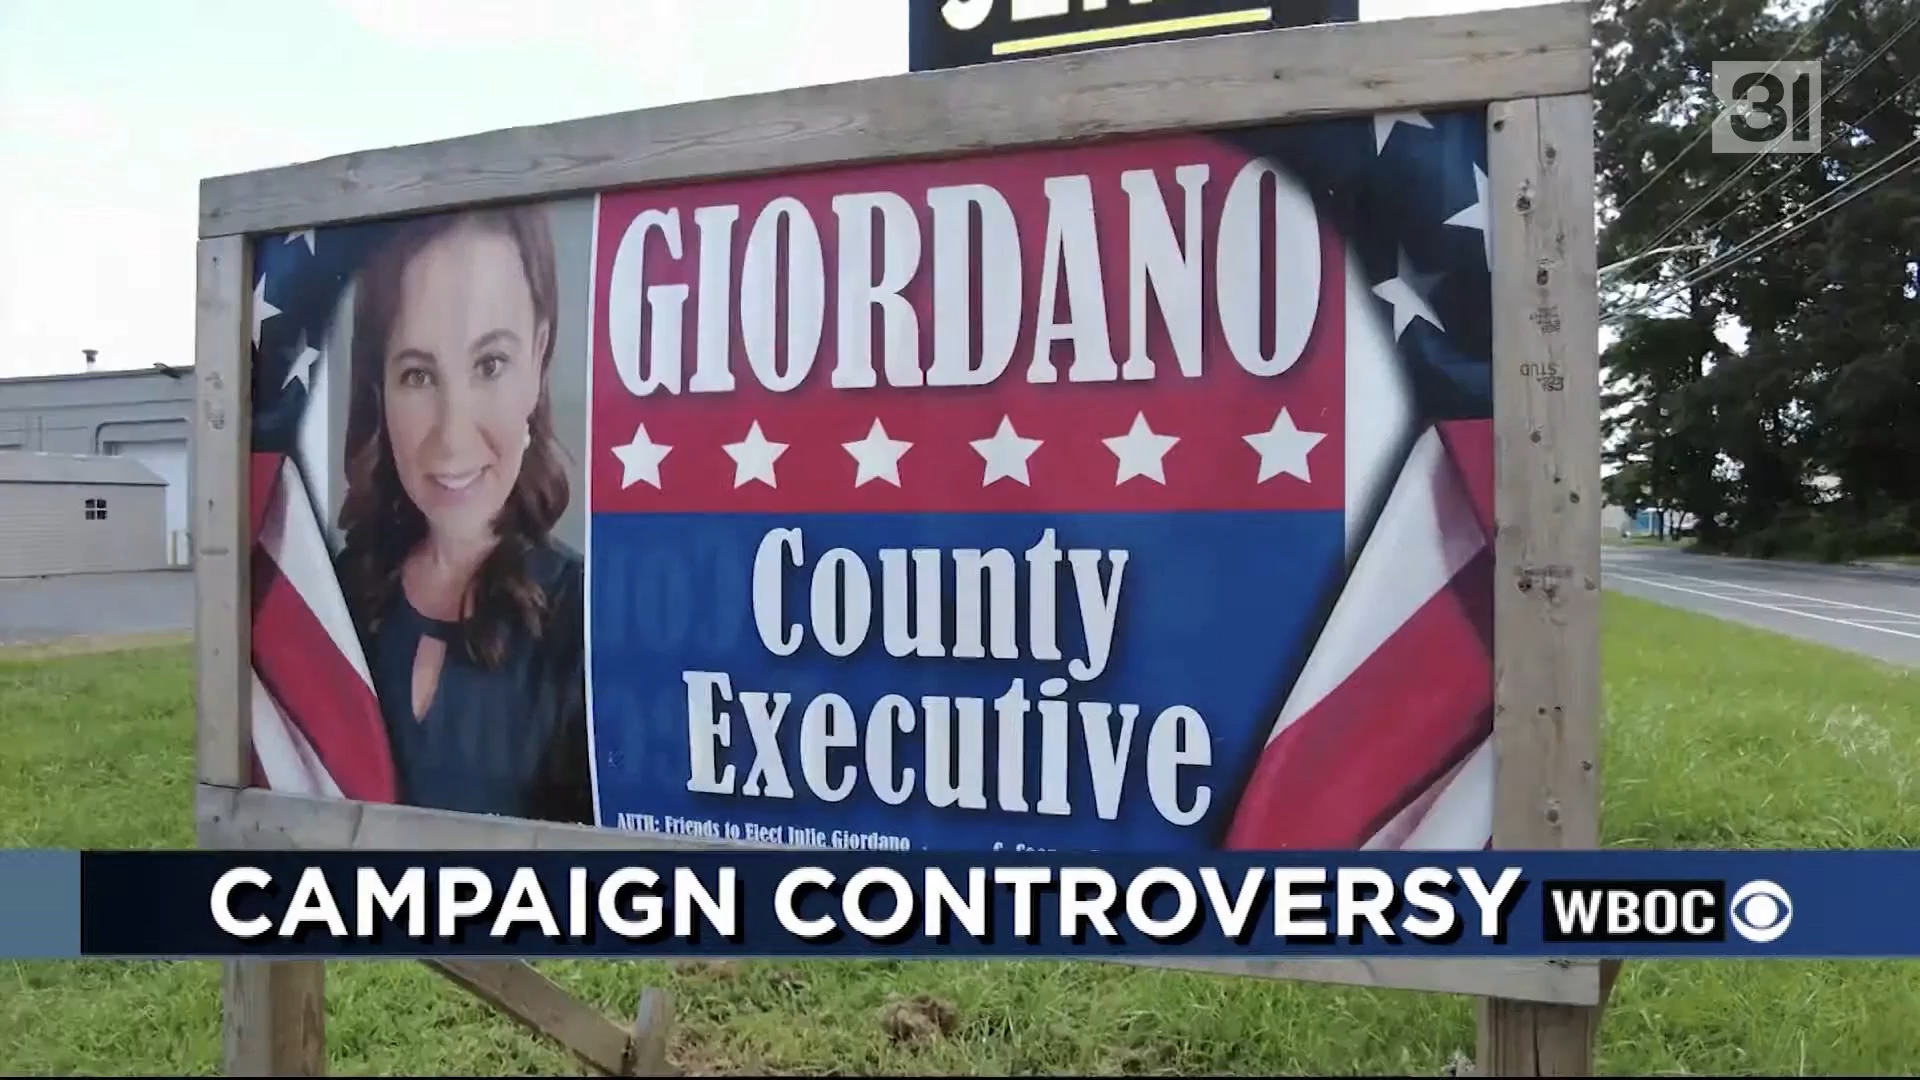 31
GIORDANO
County
Executive
AUTH: Friends to Elect Julie Giordano
CAMPAIGN CONTROVERSY WBOC